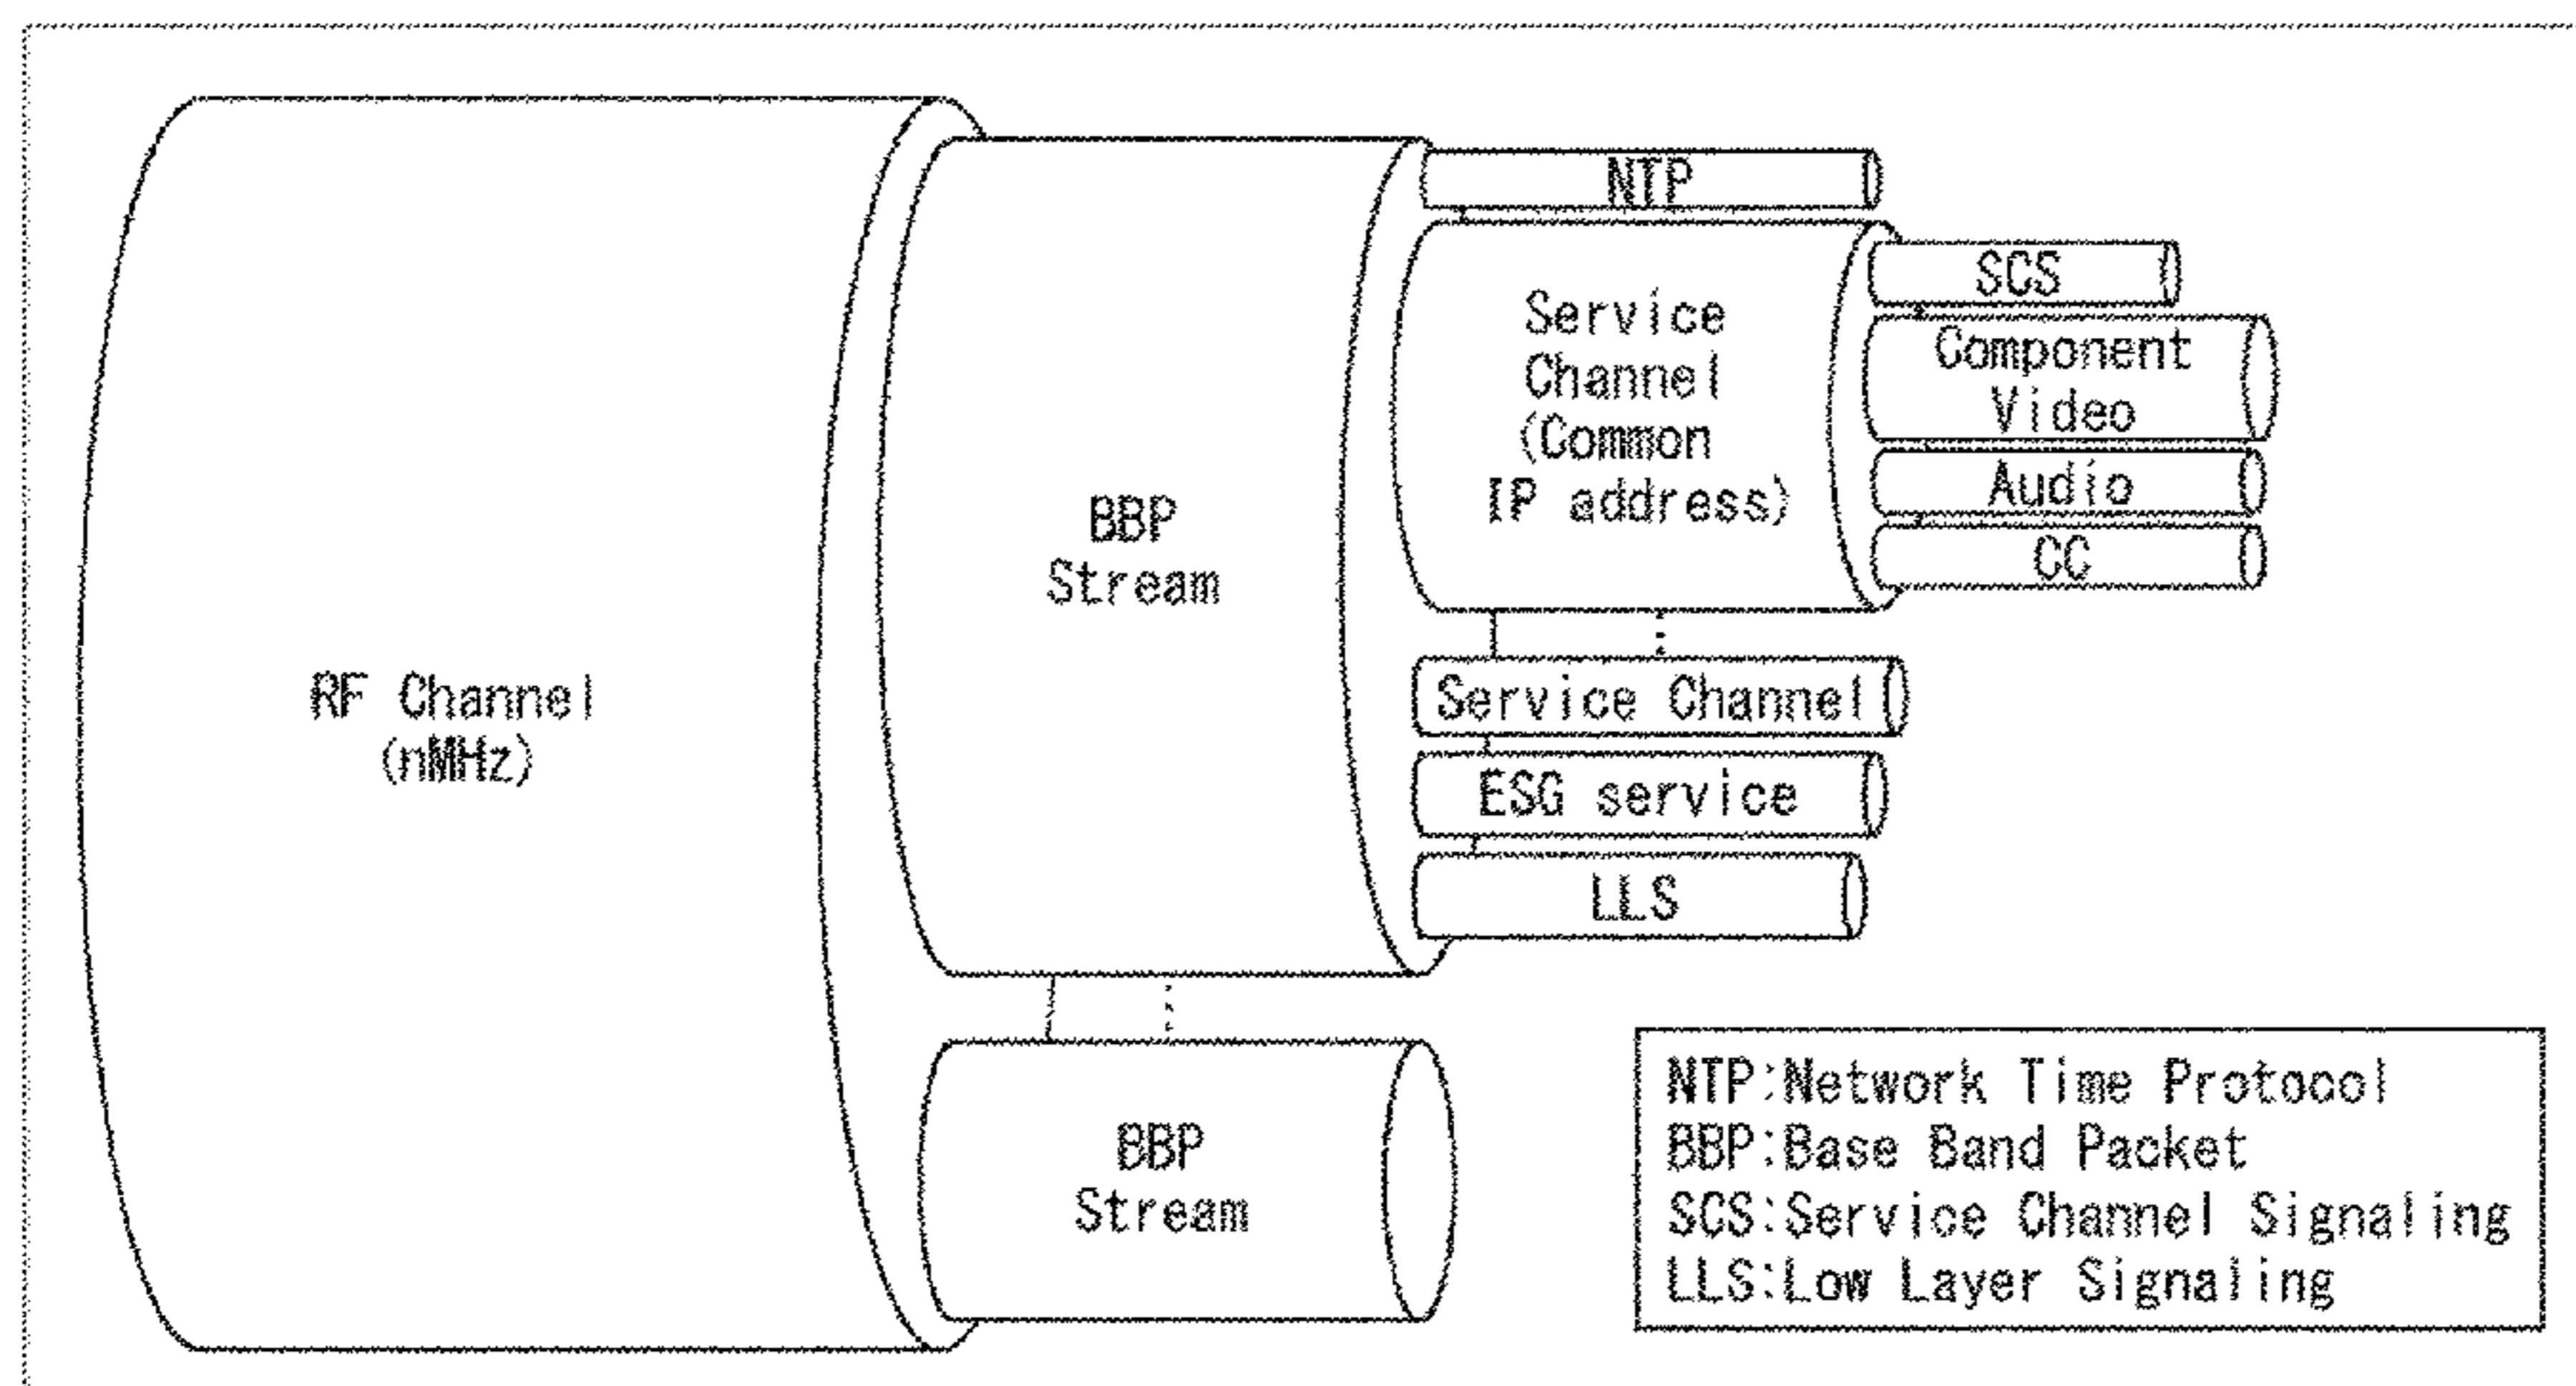 RF Channel
(nMHz)
BBP
Stream
BBP
Stream
NTP
Service
Channel
(Common
IP address)
Service Channel
ESG service
LLS
SCS
Component
Video
Audio
CC
NTP:Network Time Protocol
BBP:Base Band Packet
SCS:Service Channel Signaling
LLS:Low Layer Signaling